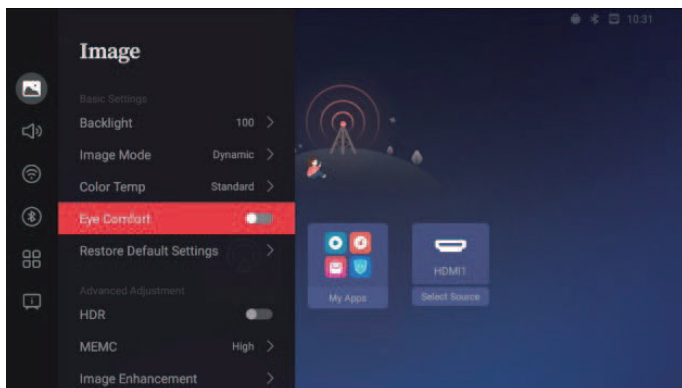 10:31
Image
Basic Settings
Backlight 100
Image Mode Dynamic
Color Temp Standard
Eye Comfort
Restore Default Settings
Advanced Adjustment
HDR
MEMC High
Image Enhancement
HDMI1
My Apps
Select Source